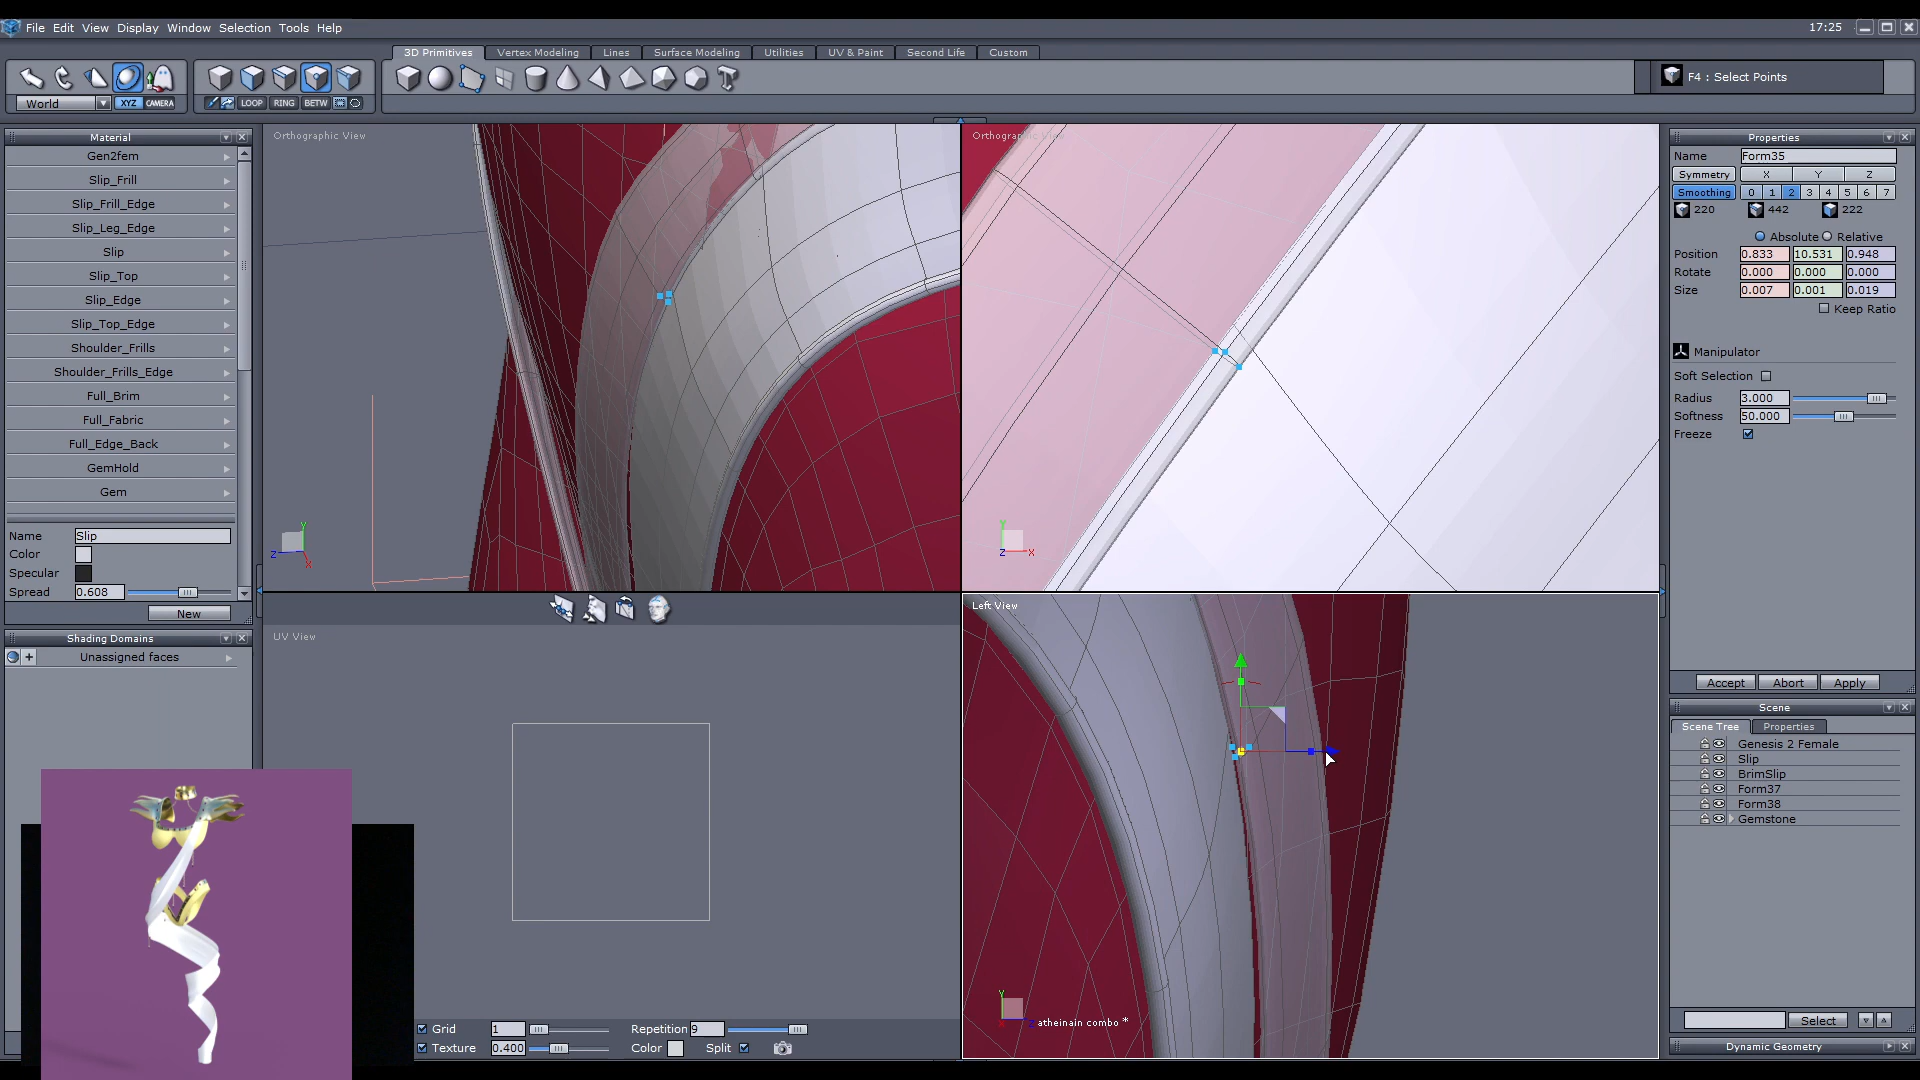 File Edit View Display Window Selection Tools Help
17:25
3D Primitives Vertex Modeling Lines Surface Modeling Utilities UV & Paint Second Life Custom
F4 : Select Points
World XYZ CAMERA LOOP RING BETW
Material
Gen2fem
Slip_Frill
Slip_Frill_Edge
Slip_Leg_Edge
Slip
Slip_Top
Slip_Edge
Slip_Top_Edge
Shoulder_Frills
Shoulder_Frills_Edge
Full_Brim
Full_Fabric
Full_Edge_Back
GemHold
Gem
Name Slip
Color
Specular
Spread 0.608
New
Shading Domains
Unassigned faces
Orthographic View
Y
Z
X
Orthographic View
Y
Z X
UV View
Grid 1 Repetition 9
Texture 0.400 Color Split
Left View
Y
X Z
atheinain combo *
Properties
Name Form35
Symmetry X Y Z
Smoothing 0 1 2 3 4 5 6 7
220 442 222
Absolute Relative
Position 0.833 10.531 0.948
Rotate 0.000 0.000 0.000
Size 0.007 0.001 0.019
Keep Ratio
Manipulator
Soft Selection
Radius 3.000
Softness 50.000
Freeze
Accept Abort Apply
Scene
Scene Tree Properties
Genesis 2 Female
Slip
BrimSlip
Form37
Form38
Gemstone
Select
Dynamic Geometry